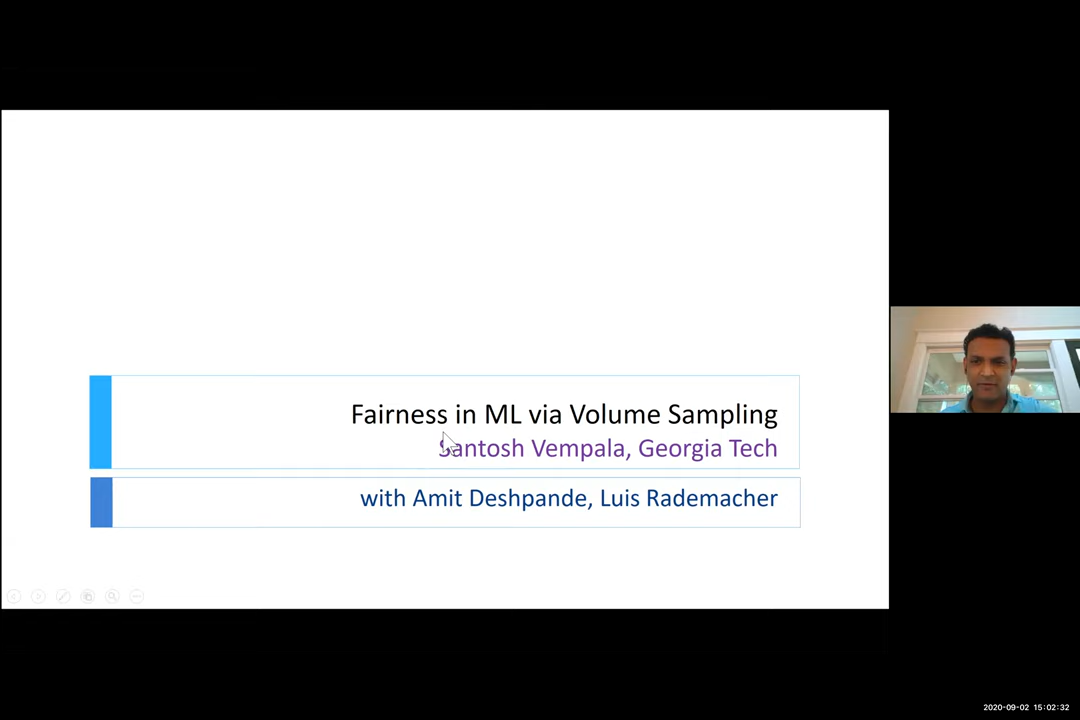 Fairness in ML via Volume Sampling
Santosh Vempala, Georgia Tech
with Amit Deshpande, Luis Rademacher
2020-09-02 15:02:32